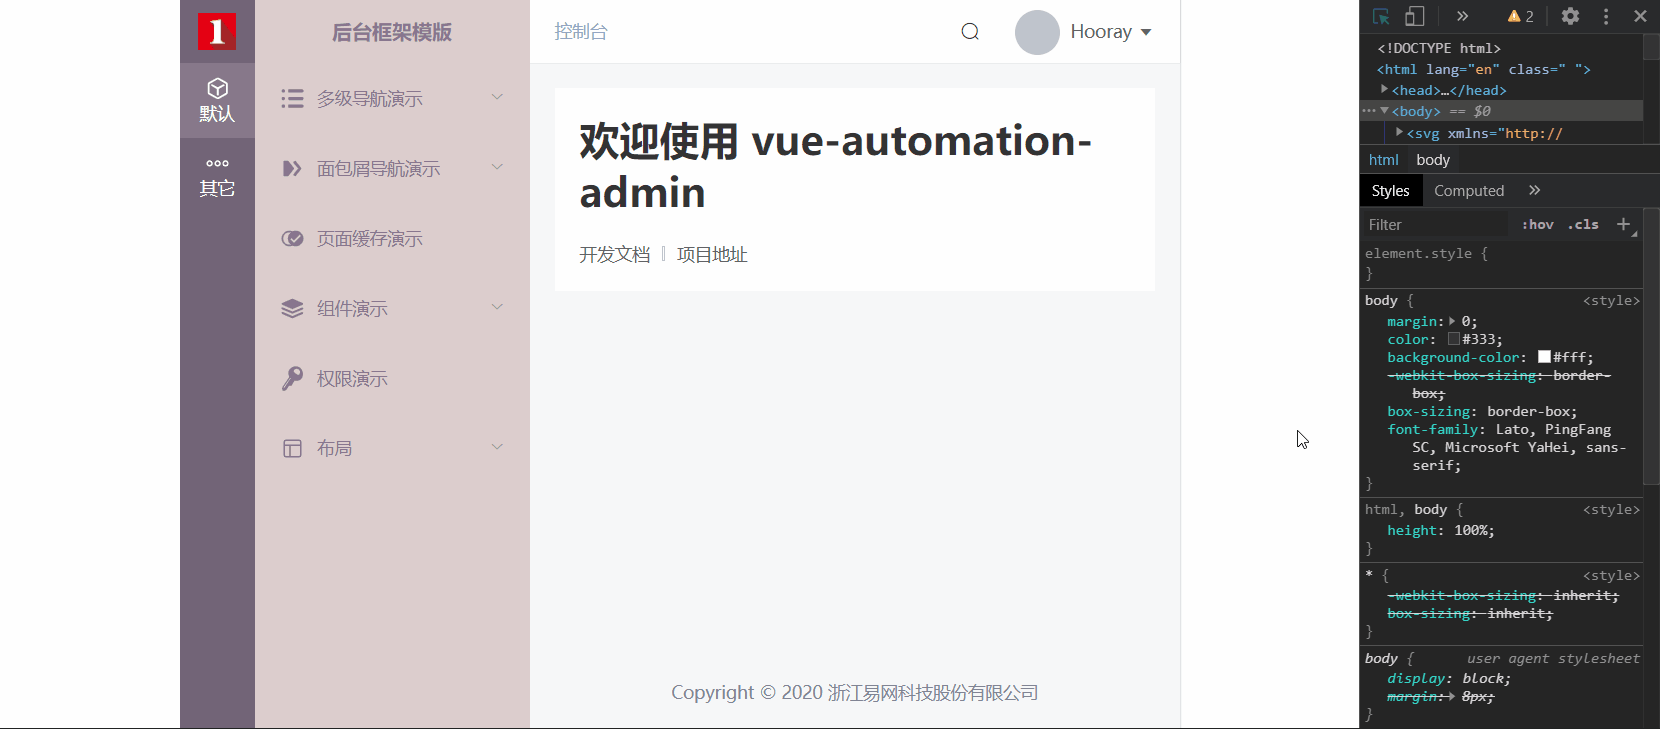 1
默认
其它
后台框架模版
多级导航演示
面包屑导航演示
页面缓存演示
组件演示
权限演示
布局
控制台
Hooray
欢迎使用 vue-automation-
admin
开发文档
项目地址
Copyright © 2020 浙江易网科技股份有限公司
2
<!DOCTYPE html>
<html lang="en" class=" ">
<head>…</head>
<body> == $0
<svg xmlns="http://
html body
Styles Computed
Filter :hov .cls
element.style {
}
body { <style>
margin: 0;
color: #333;
background-color: #fff;
-webkit-box-sizing: border-
box;
box-sizing: border-box;
font-family: Lato, PingFang
SC, Microsoft YaHei, sans-
serif;
}
html, body { <style>
height: 100%;
}
* { <style>
-webkit-box-sizing: inherit;
box-sizing: inherit;
}
body { user agent stylesheet
display: block;
margin: 8px;
}